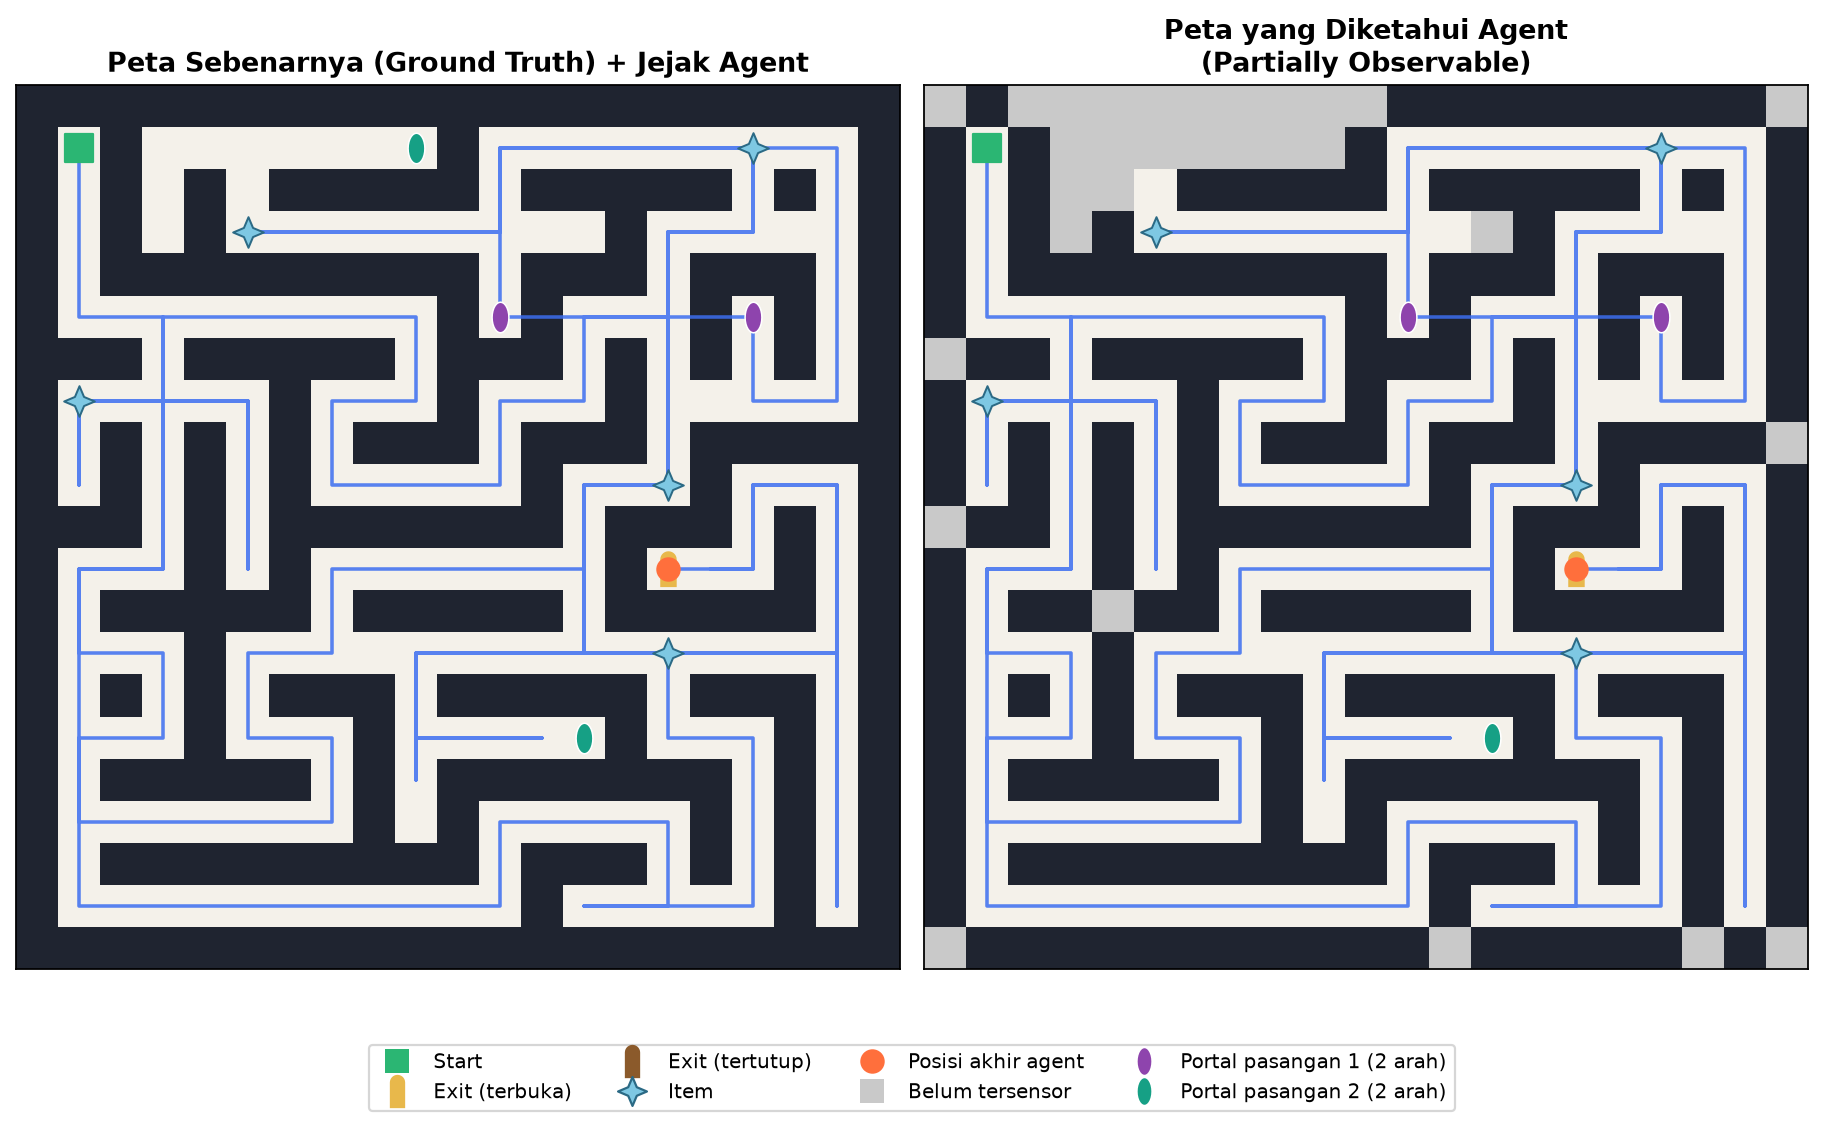 Peta Sebenarnya (Ground Truth) + Jejak Agent
Peta yang Diketahui Agent
(Partially Observable)
Start
Exit (terbuka)
Exit (tertutup)
Item
Posisi akhir agent
Belum tersensor
Portal pasangan 1 (2 arah)
Portal pasangan 2 (2 arah)